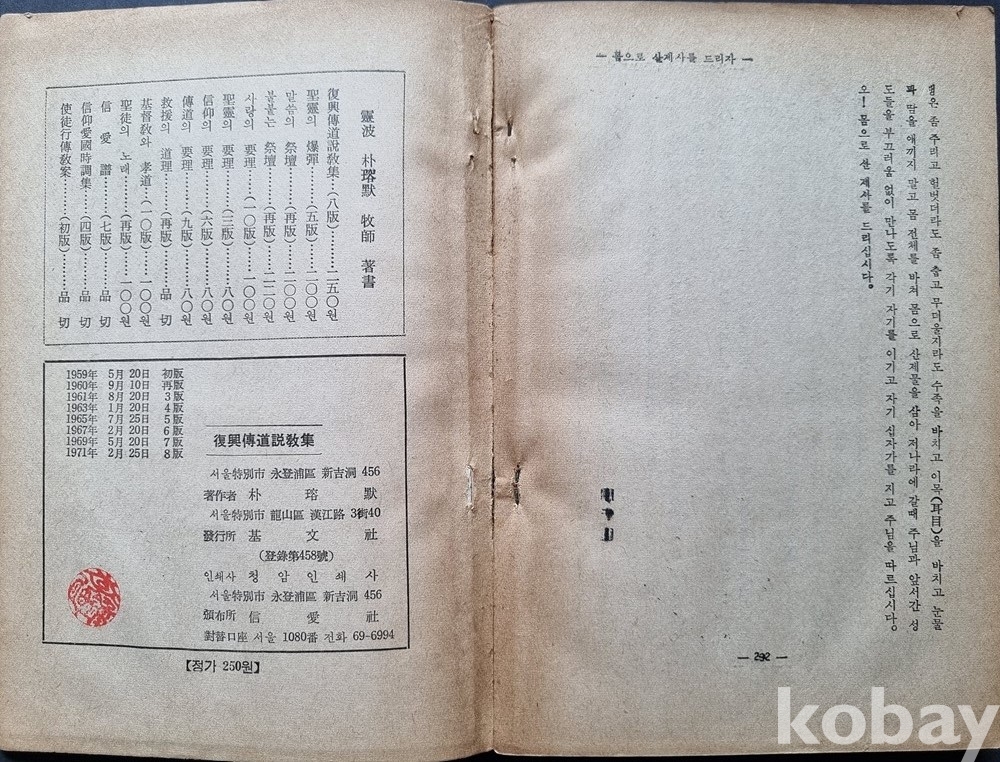 — 몸으로 산제사를 드리자 —
젊은 좀 주리고 헐벗더라도 좀 춥고 무더울지라도 수족을 바치고 이목(耳目)을 바치고 눈물
과 땀을 애끼지 말고 몸 전체를 바쳐 몸으로 산제물을 삼아 저나라에 갈때 주님과 앞서간 성
도들을 부끄러움 없이 만나도록 각기 자기를 이기고 자기 십자가를 지고 주님을 따르십시다。
오! 몸으로 산 제사를 드리십시다。
— 292 —
靈波 朴瑢默 牧師 著書
復興傳道說敎集…(八版)……二五〇원
聖靈의 爆彈……(五版)……二〇〇원
말씀의 祭壇……(再版)……二〇〇원
불붙는 祭壇……(再版)……二二〇원
사랑의 要理……(一〇版)…一〇〇원
聖靈의 要理……(三版)……八〇원
信仰의 要理……(六版)……八〇원
傳道의 要理……(九版)……八〇원
救援의 道理……(再版)……品切
基督敎와 孝道…(一〇版)…一〇〇원
聖徒의 노래……(再版)……一〇〇원
信愛譜…………(七版)……品切
信仰愛國時調集…(四版)……品切
使徒行傳敎案……(初版)……品切
1959年 5月 20日 初版
1960年 9月 10日 再版
1961年 8月 20日 3版
1963年 1月 20日 4版
1965年 7月 25日 5版
1967年 2月 20日 6版
1969年 5月 20日 7版
1971年 2月 25日 8版
復興傳道説敎集
서울特別市 永登浦區 新吉洞 456
著作者 朴瑢默
서울特別市 龍山區 漢江路 3街40
發行所 基文社
(登錄第458號)
인쇄사 청암인쇄사
서울特別市 永登浦區 新吉洞 456
頒布所 信愛社
對替口座 서울 1080番 전화 69-6994
【정가 250원】
kobay